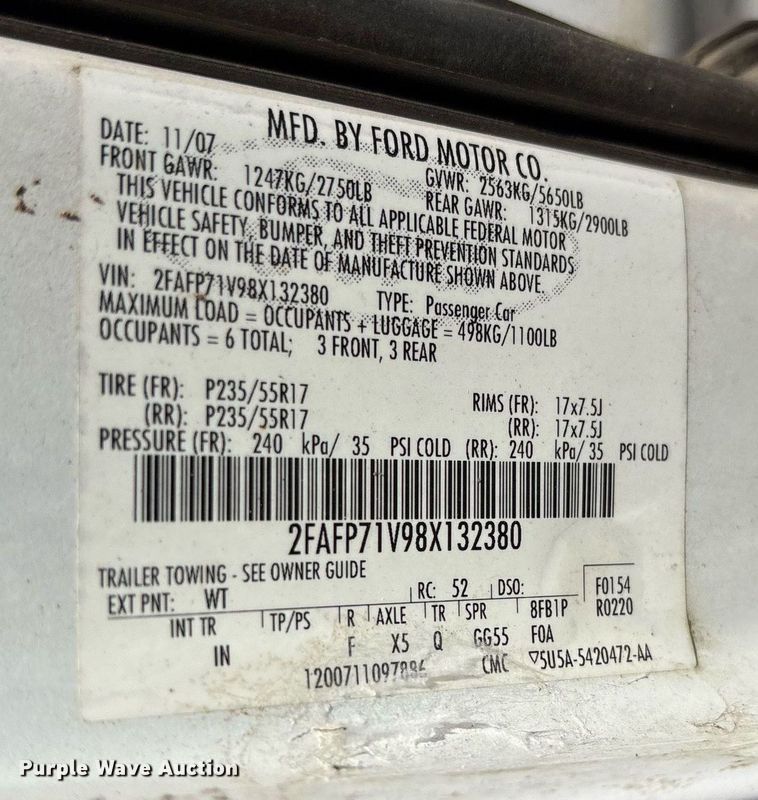 MFD. BY FORD MOTOR CO.
DATE: 11/07 GVWR: 2563KG/5650LB
FRONT GAWR: 1247KG/2750LB REAR GAWR: 1315KG/2900LB
THIS VEHICLE CONFORMS TO ALL APPLICABLE FEDERAL MOTOR
VEHICLE SAFETY, BUMPER, AND THEFT PREVENTION STANDARDS
IN EFFECT ON THE DATE OF MANUFACTURE SHOWN ABOVE.
VIN: 2FAFP71V98X132380 TYPE: Passenger Car
MAXIMUM LOAD = OCCUPANTS + LUGGAGE = 498KG/1100LB
OCCUPANTS = 6 TOTAL; 3 FRONT, 3 REAR
TIRE (FR): P235/55R17 RIMS (FR): 17x7.5J
(RR): P235/55R17 (RR): 17x7.5J
PRESSURE (FR): 240 kPa/ 35 PSI COLD (RR): 240 kPa/ 35 PSI COLD
2FAFP71V98X132380
TRAILER TOWING - SEE OWNER GUIDE
EXT PNT: WT RC: 52 DSO: F0154
INT TR TP/PS R AXLE TR SPR 8FB1P R0220
IN F X5 Q GG55 FOA
CMC ▽5U5A-5420472-AA
Purple Wave Auction